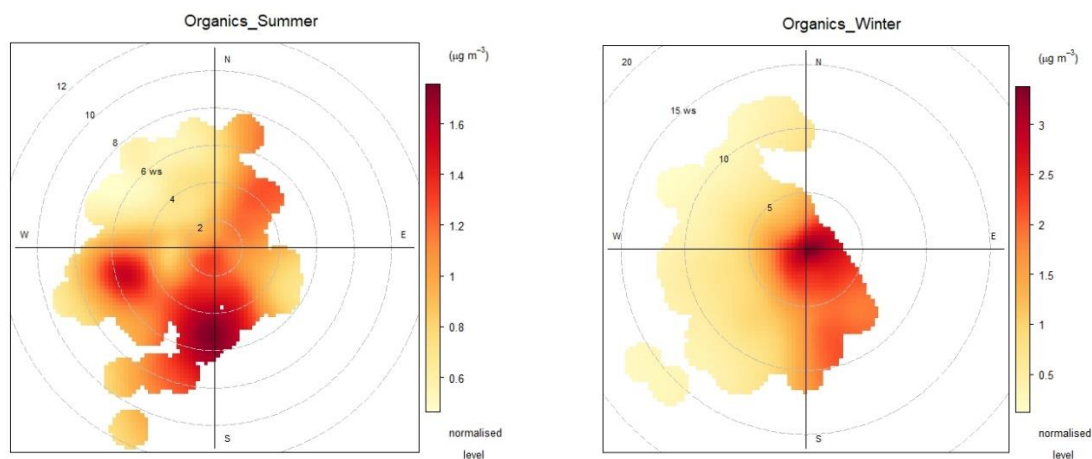 Organics_Summer
(µg m⁻³)
N
12
10
8
6 ws
4
2
W
E
S
1.6
1.4
1.2
1
0.8
0.6
normalised
level
Organics_Winter
(µg m⁻³)
20
N
15 ws
10
5
W
E
S
3
2.5
2
1.5
1
0.5
normalised
level